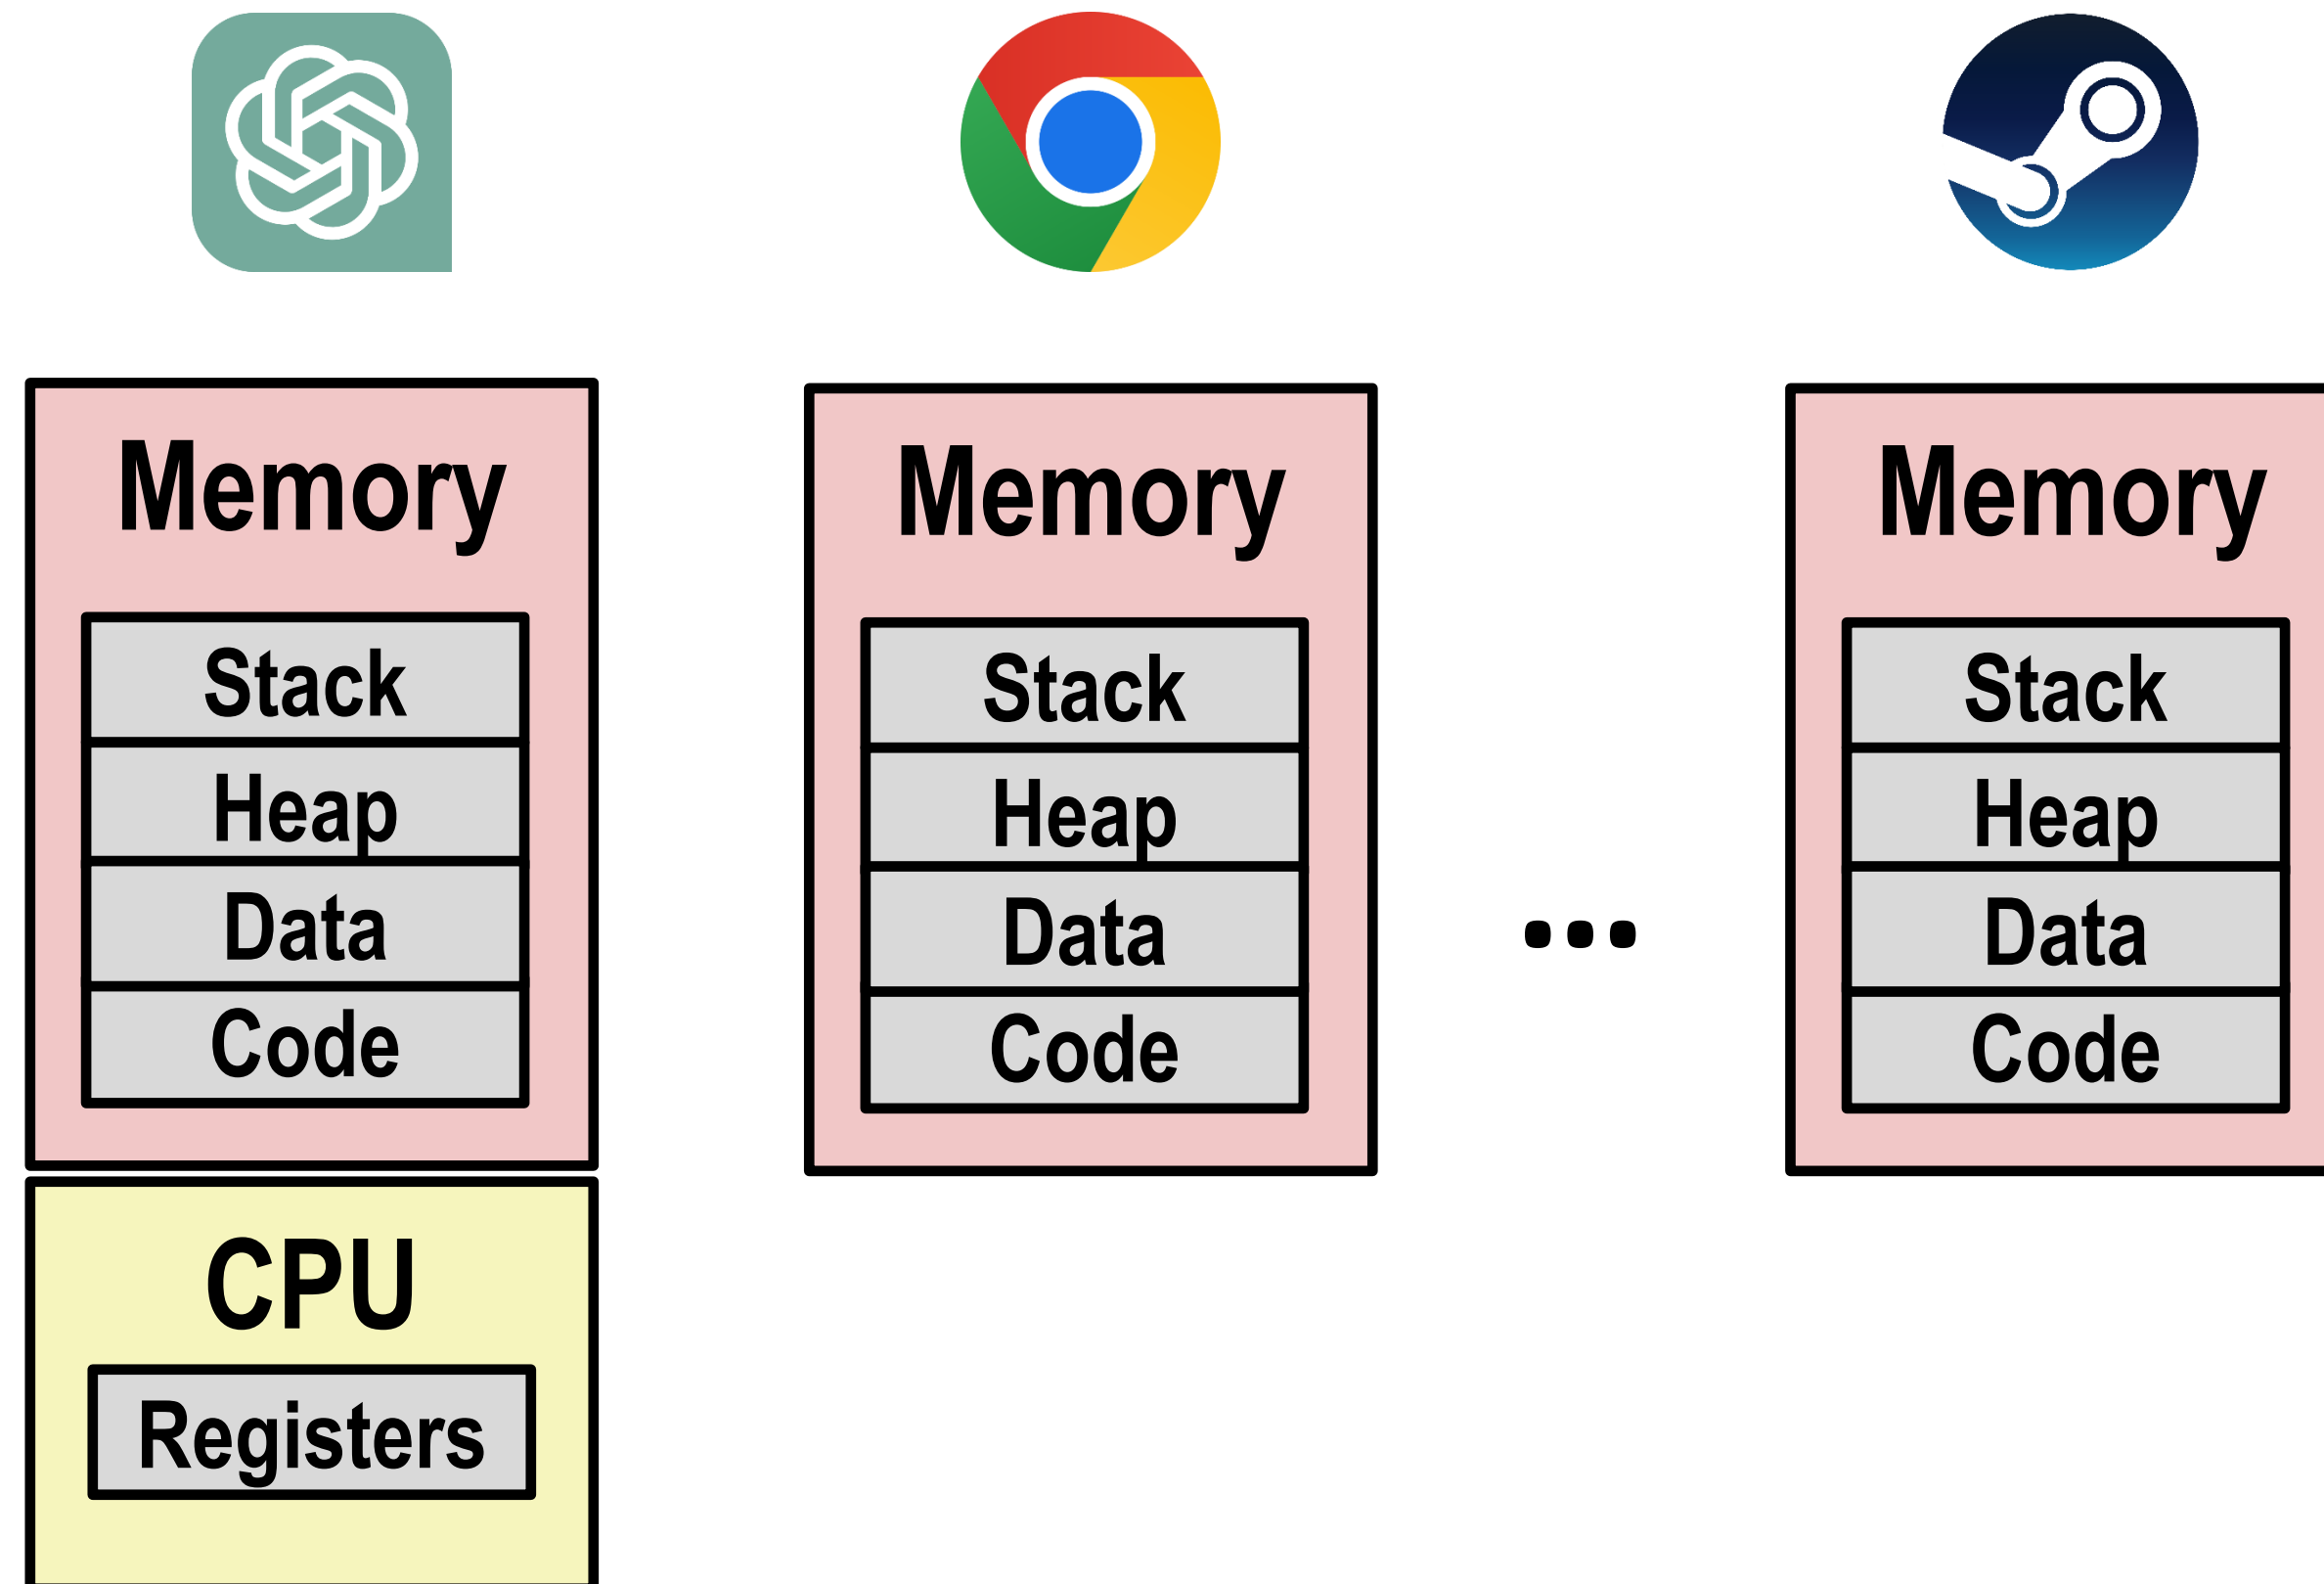 Memory
Stack
Heap
Data
Code
CPU
Registers
Memory
Stack
Heap
Data
Code
...
Memory
Stack
Heap
Data
Code